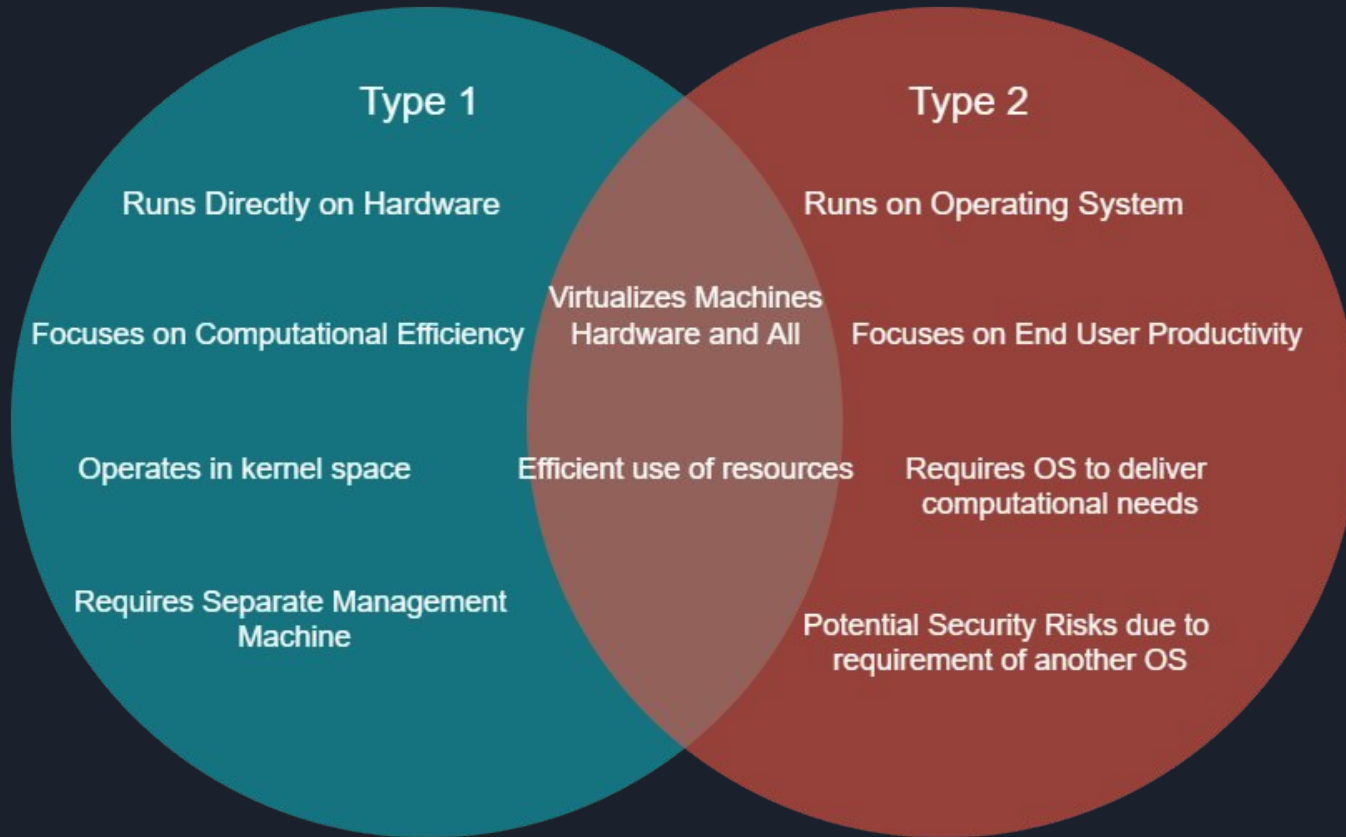 Type 1
Runs Directly on Hardware
Focuses on Computational Efficiency
Operates in kernel space
Requires Separate Management
Machine
Virtualizes Machines
Hardware and All
Efficient use of resources
Type 2
Runs on Operating System
Focuses on End User Productivity
Requires OS to deliver
computational needs
Potential Security Risks due to
requirement of another OS